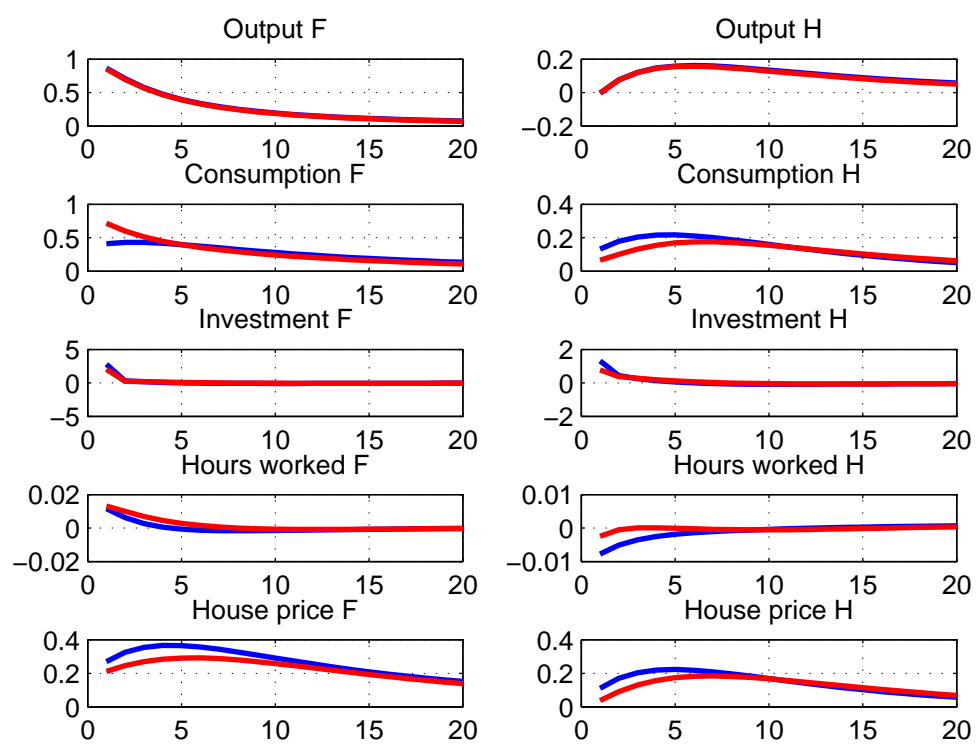 Output F
1
0.5
0
0 5 10 15 20
Output H
0.2
0
−0.2
0 5 10 15 20
Consumption F
1
0.5
0
0 5 10 15 20
Consumption H
0.4
0.2
0
0 5 10 15 20
Investment F
5
0
−5
0 5 10 15 20
Investment H
2
0
−2
0 5 10 15 20
Hours worked F
0.02
0
−0.02
0 5 10 15 20
Hours worked H
0.01
0
−0.01
0 5 10 15 20
House price F
0.4
0.2
0
0 5 10 15 20
House price H
0.4
0.2
0
0 5 10 15 20